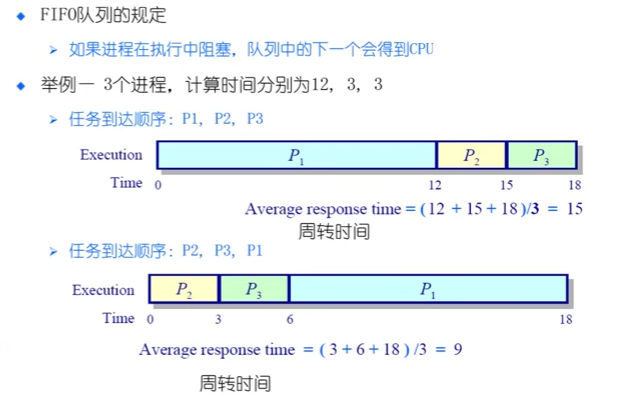 FIFO队列的规定
如果进程在执行中阻塞，队列中的下一个会得到CPU
举例一 3个进程，计算时间分别为12, 3, 3
任务到达顺序：P1, P2, P3
Execution P1 P2 P3
Time 0 12 15 18
Average response time = (12 + 15 + 18)/3 = 15
周转时间
任务到达顺序：P2, P3, P1
Execution P2 P3 P1
Time 0 3 6 18
Average response time = ( 3 + 6 + 18 ) /3 = 9
周转时间